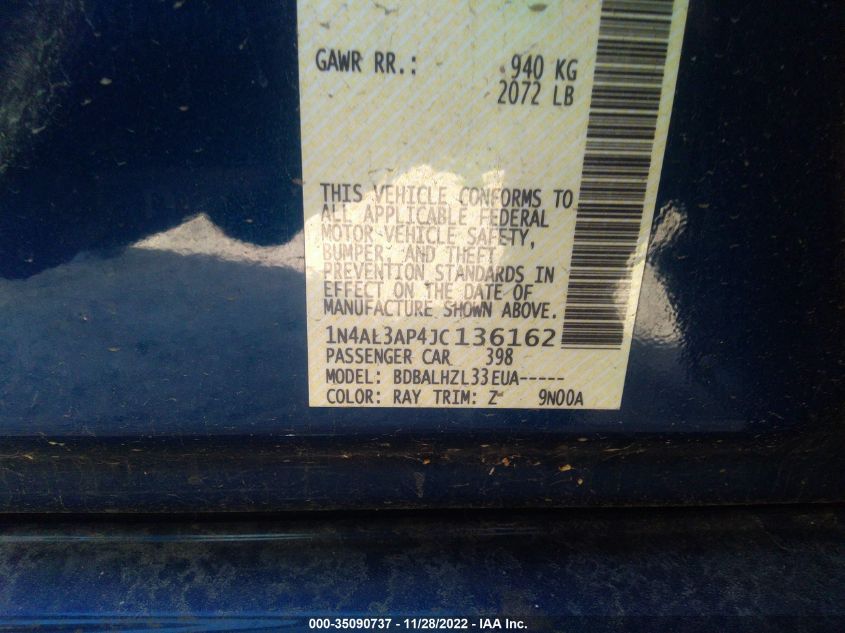 GAWR RR.: 940 KG
2072 LB
THIS VEHICLE CONFORMS TO
ALL APPLICABLE FEDERAL
MOTOR VEHICLE SAFETY,
BUMPER, AND THEFT
PREVENTION STANDARDS IN
EFFECT ON THE DATE OF
MANUFACTURE SHOWN ABOVE.
1N4AL3AP4JC136162
PASSENGER CAR 398
MODEL: BDBALHZL33EUA-----
COLOR: RAY TRIM: Z 9N00A
000-35090737 - 11/28/2022 - IAA Inc.